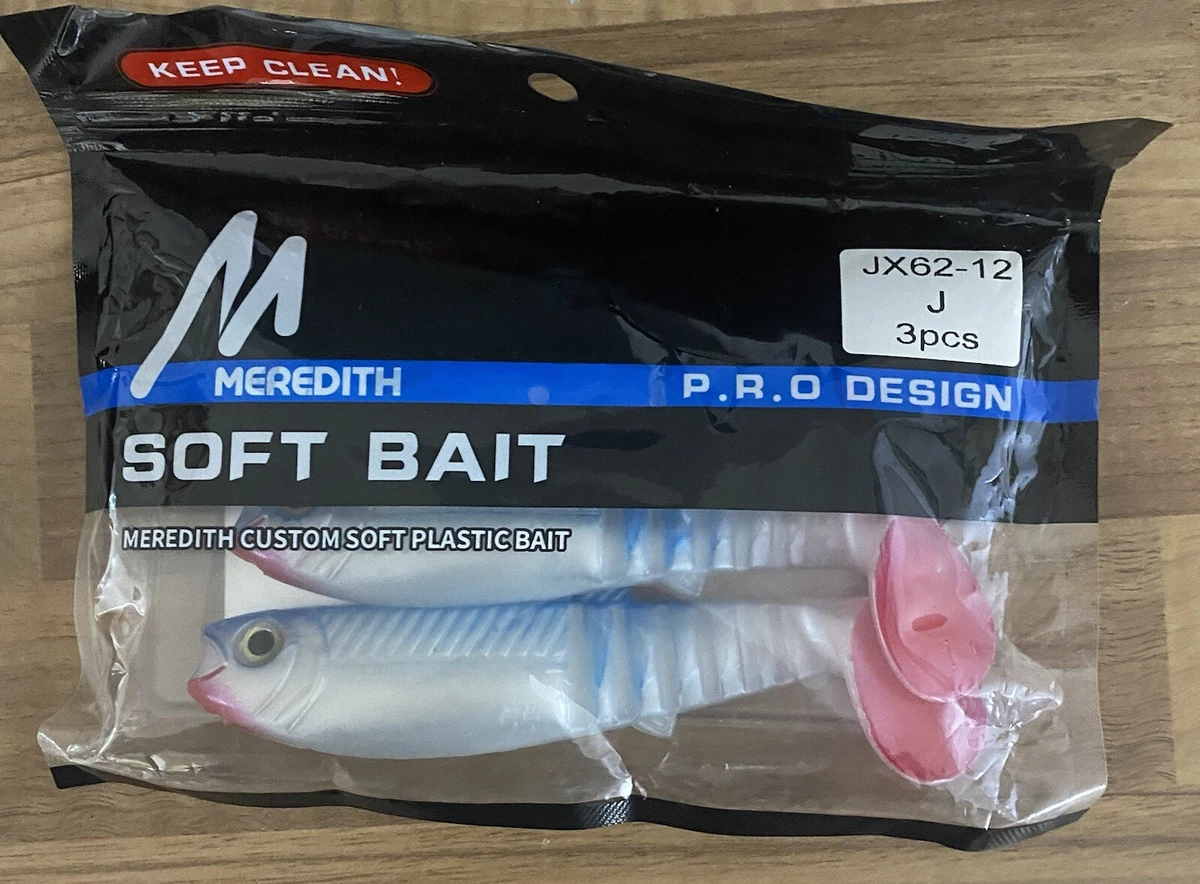 KEEP CLEAN!
JX62-12
J
3pcs
MEREDITH
P.R.O DESIGN
SOFT BAIT
MEREDITH CUSTOM SOFT PLASTIC BAIT